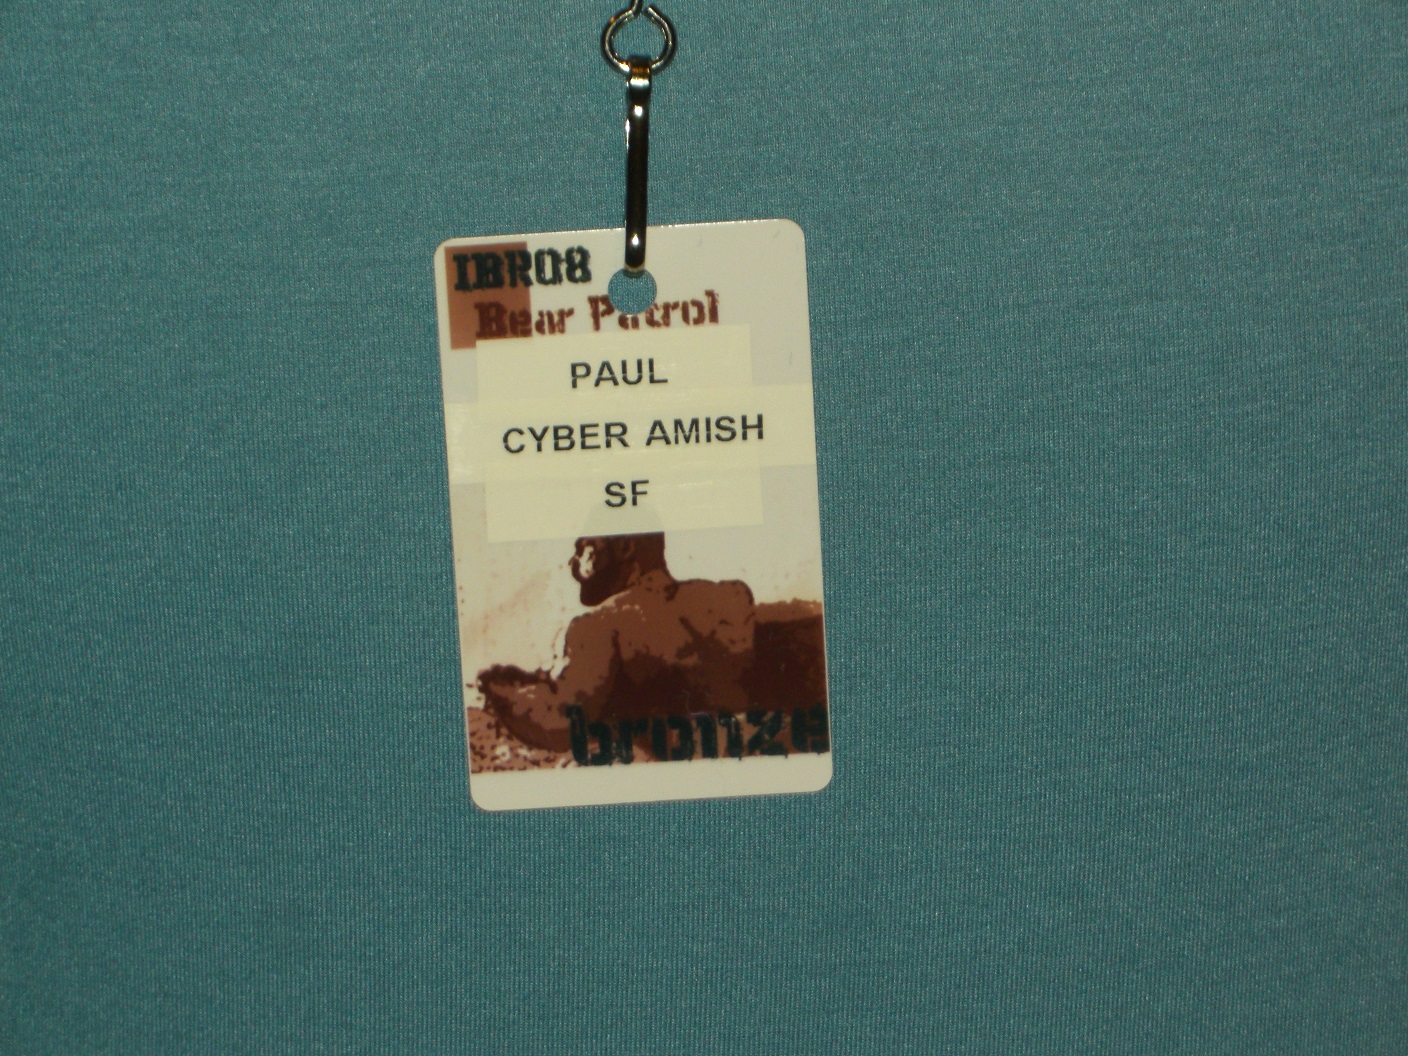 IBR08
Bear Patrol
PAUL
CYBER AMISH
SF
bronze